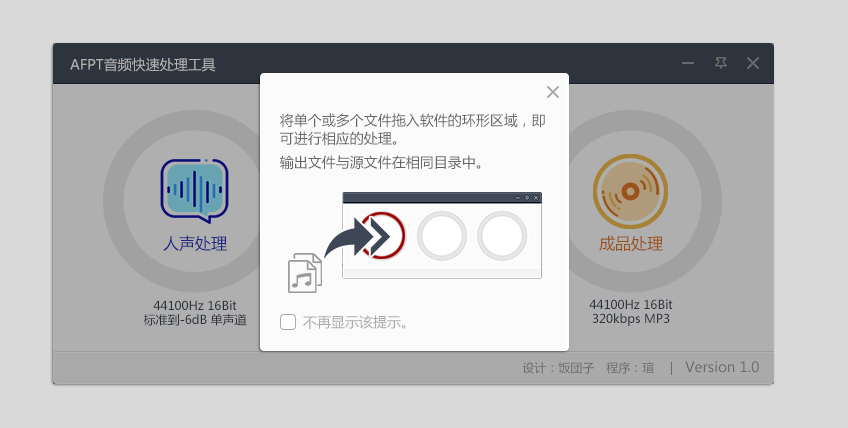 AFPT音频快速处理工具
将单个或多个文件拖入软件的环形区域，即
可进行相应的处理。
输出文件与源文件在相同目录中。
人声处理
44100Hz 16Bit
标准到-6dB 单声道
成品处理
44100Hz 16Bit
320kbps MP3
不再显示该提示。
设计：饭团子 程序：瑄 | Version 1.0